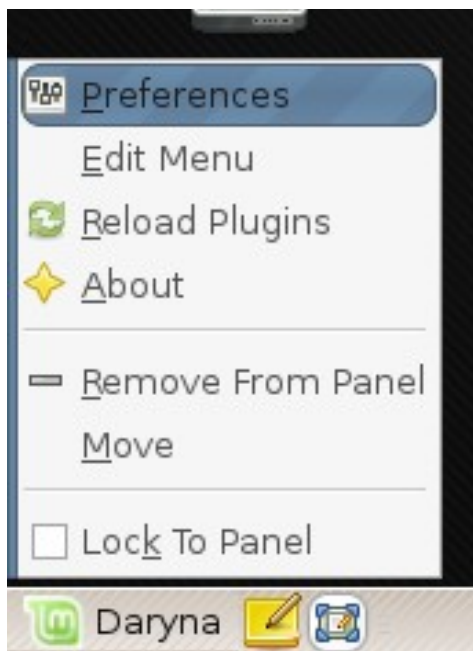 Preferences
Edit Menu
Reload Plugins
About
Remove From Panel
Move
Lock To Panel
Daryna